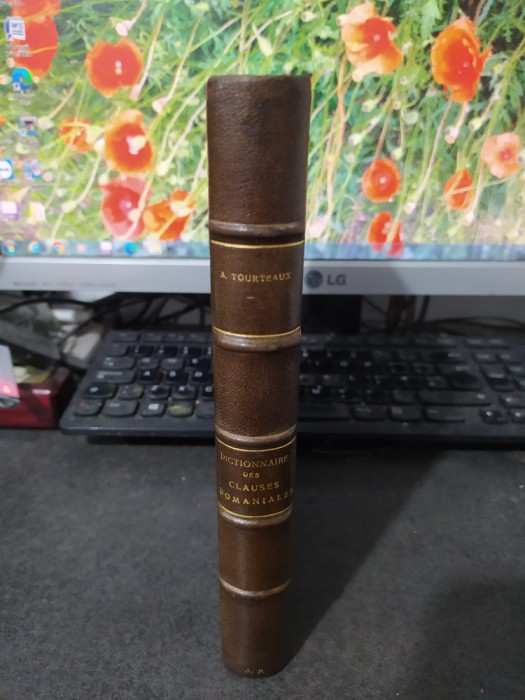 A. TOURTEAUX
LG
DICTIONNAIRE
DES
CLAUSES
DOMANIALES
J. P.